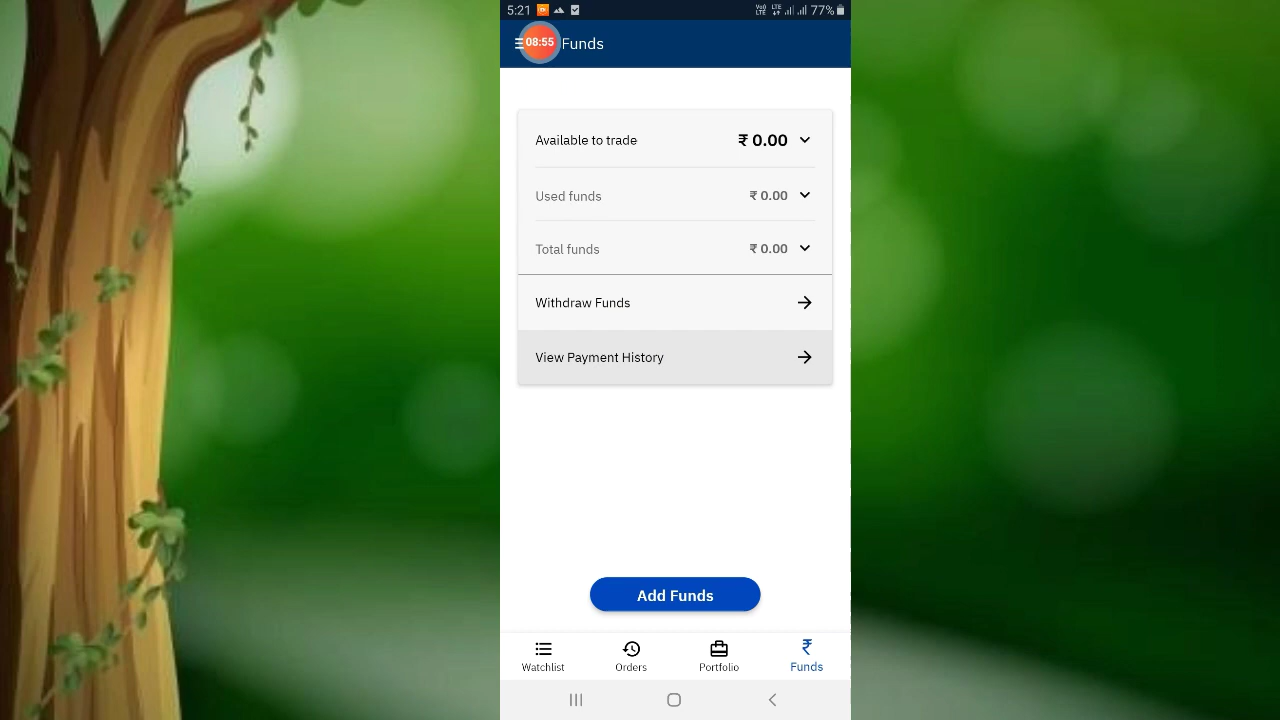 5:21 77%
08:55 Funds
Available to trade ₹ 0.00
Used funds ₹ 0.00
Total funds ₹ 0.00
Withdraw Funds
View Payment History
Add Funds
Watchlist Orders Portfolio Funds